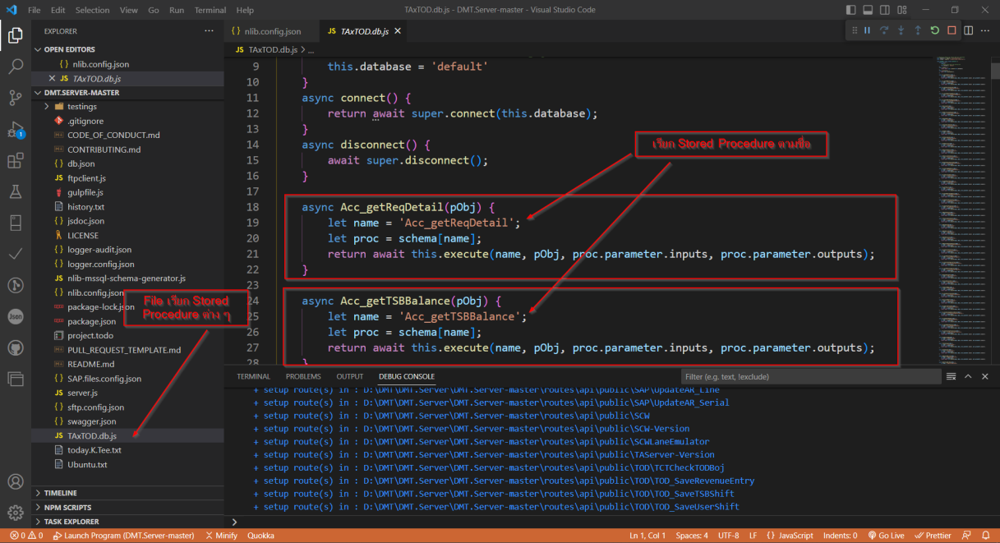 File Edit Selection View Go Run Terminal Help
TAxTOD.db.js - DMT.Server-master - Visual Studio Code
EXPLORER
OPEN EDITORS
{ } nlib.config.json
JS TAxTOD.db.js
DMT.SERVER-MASTER
testings
.gitignore
CODE_OF_CONDUCT.md
CONTRIBUTING.md
{ } db.json
JS ftpclient.js
gulpfile.js
history.txt
{ } jsdoc.json
LICENSE
{ } logger-audit.json
{ } logger.config.json
JS nlib-mssql-schema-generator.js
{ } nlib.config.json
package-lock.json
package.json
project.todo
PULL_REQUEST_TEMPLATE.md
README.md
{ } SAP.files.config.json
JS server.js
{ } sftp.config.json
{ } swagger.json
JS TAxTOD.db.js
today.K.Tee.txt
Ubuntu.txt
TIMELINE
NPM SCRIPTS
TASK EXPLORER
File เรียก Stored
Procedure ต่าง ๆ
{ } nlib.config.json
JS TAxTOD.db.js
JS TAxTOD.db.js > ...
9 this.database = 'default'
10 }
11 async connect() {
12 return await super.connect(this.database);
13 }
14 async disconnect() {
15 await super.disconnect();
16 }
17
18 async Acc_getReqDetail(pObj) {
19 let name = 'Acc_getReqDetail';
20 let proc = schema[name];
21 return await this.execute(name, pObj, proc.parameter.inputs, proc.parameter.outputs);
22 }
23
24 async Acc_getTSBBalance(pObj) {
25 let name = 'Acc_getTSBBalance';
26 let proc = schema[name];
27 return await this.execute(name, pObj, proc.parameter.inputs, proc.parameter.outputs);
28 }
เรียก Stored Procedure ตามชื่อ
TERMINAL PROBLEMS OUTPUT DEBUG CONSOLE
Filter (e.g. text, !exclude)
+ setup route(s) in : D:\DMT\DMT.Server\DMT.Server-master\routes\api\public\SAP\UpdateAR_Line
+ setup route(s) in : D:\DMT\DMT.Server\DMT.Server-master\routes\api\public\SAP\UpdateAR_Serial
+ setup route(s) in : D:\DMT\DMT.Server\DMT.Server-master\routes\api\public\SCW
+ setup route(s) in : D:\DMT\DMT.Server\DMT.Server-master\routes\api\public\SCW-Version
+ setup route(s) in : D:\DMT\DMT.Server\DMT.Server-master\routes\api\public\SCWLaneEmulator
+ setup route(s) in : D:\DMT\DMT.Server\DMT.Server-master\routes\api\public\TAServer-Version
+ setup route(s) in : D:\DMT\DMT.Server\DMT.Server-master\routes\api\public\TOD\TCTCheckTODBoj
+ setup route(s) in : D:\DMT\DMT.Server\DMT.Server-master\routes\api\public\TOD\TOD_SaveRevenueEntry
+ setup route(s) in : D:\DMT\DMT.Server\DMT.Server-master\routes\api\public\TOD\TOD_SaveTSBShift
+ setup route(s) in : D:\DMT\DMT.Server\DMT.Server-master\routes\api\public\TOD\TOD_SaveUserShift
0 0 Launch Program (DMT.Server-master) Minify Quokka
Ln 1, Col 1 Spaces: 4 UTF-8 LF { } JavaScript Indents: 0 Go Live Prettier